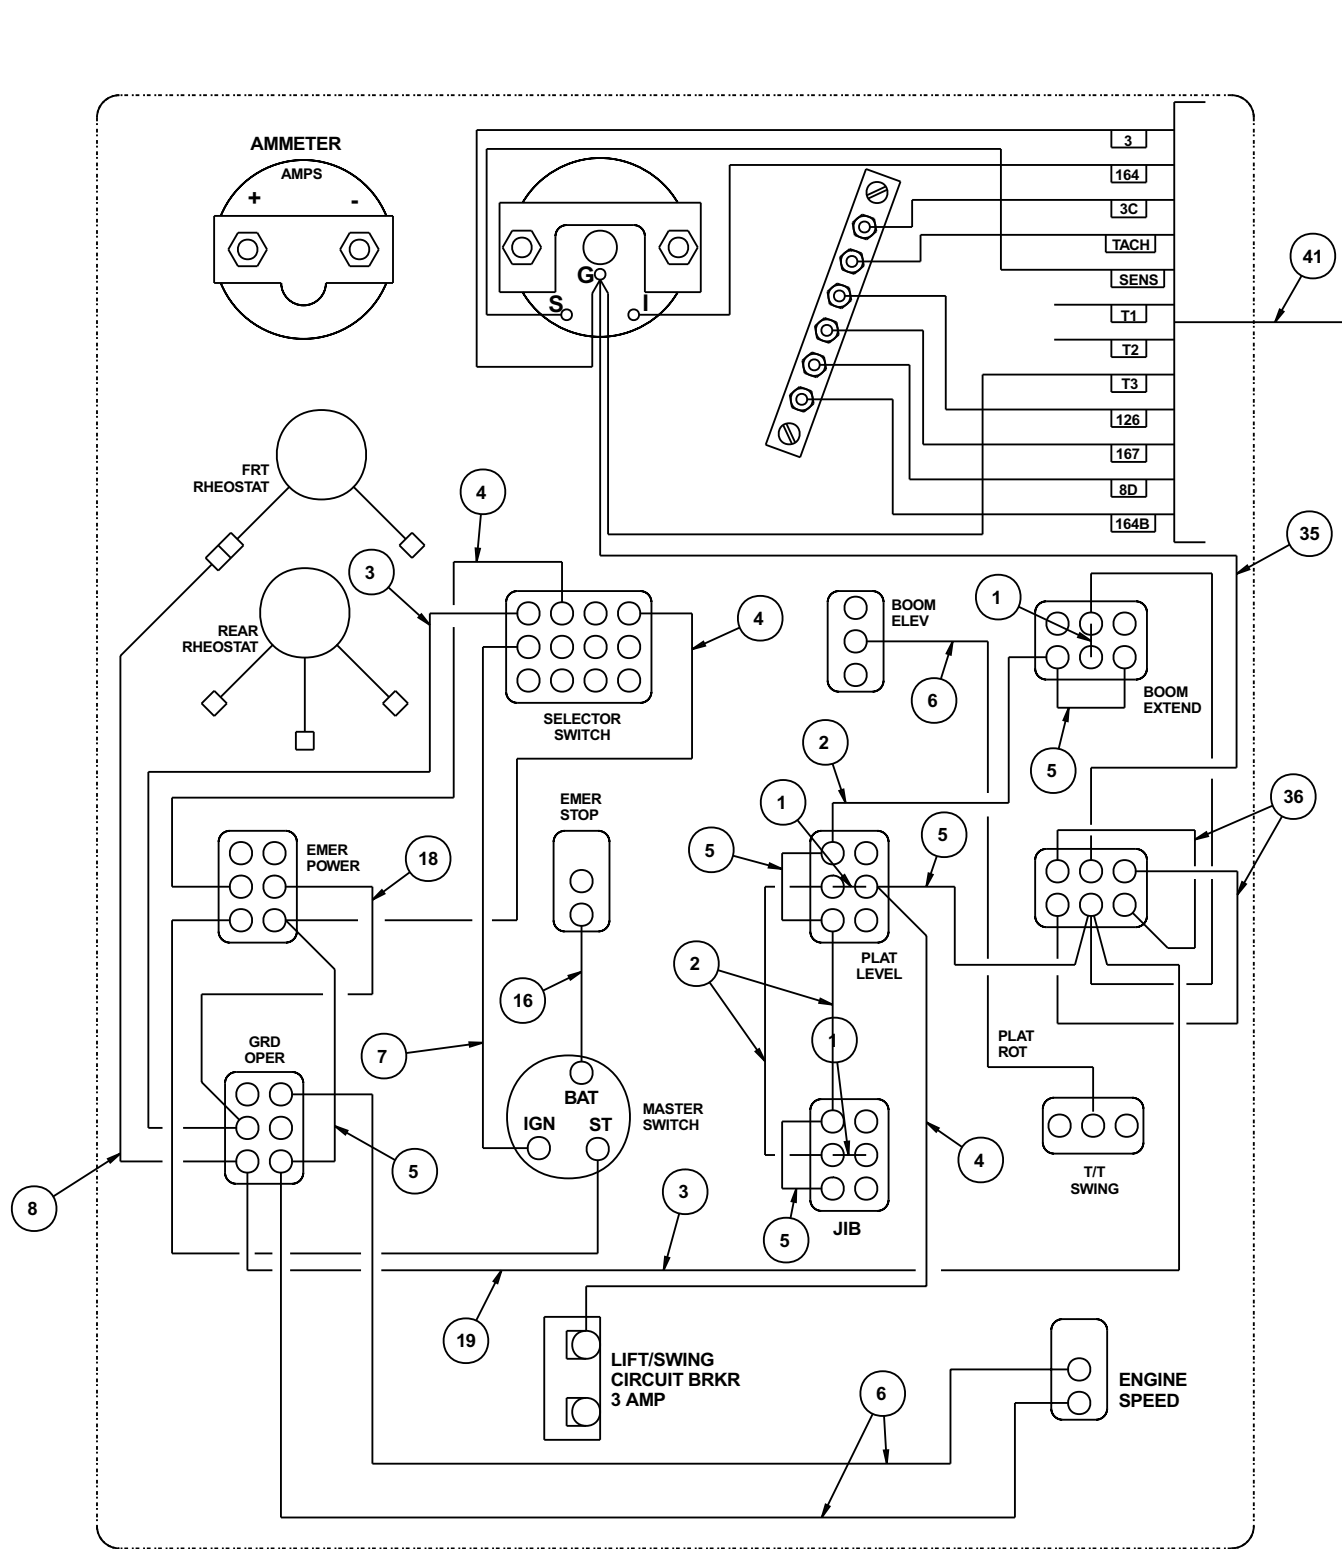 AMMETER
AMPS
+ -
G
S
I
3
164
3C
TACH
SENS
T1
T2
T3
126
167
8D
164B
41
35
FRT
RHEOSTAT
4
3
REAR
RHEOSTAT
4
SELECTOR
SWITCH
BOOM
ELEV
6
1
BOOM
EXTEND
5
2
1
5
5
36
EMER
STOP
EMER
POWER
18
PLAT
LEVEL
2
16
7
GRD
OPER
1
PLAT
ROT
BAT
IGN
ST
MASTER
SWITCH
5
8
4
T/T
SWING
3
5
JIB
19
LIFT/SWING
CIRCUIT BRKR
3 AMP
6
ENGINE
SPEED